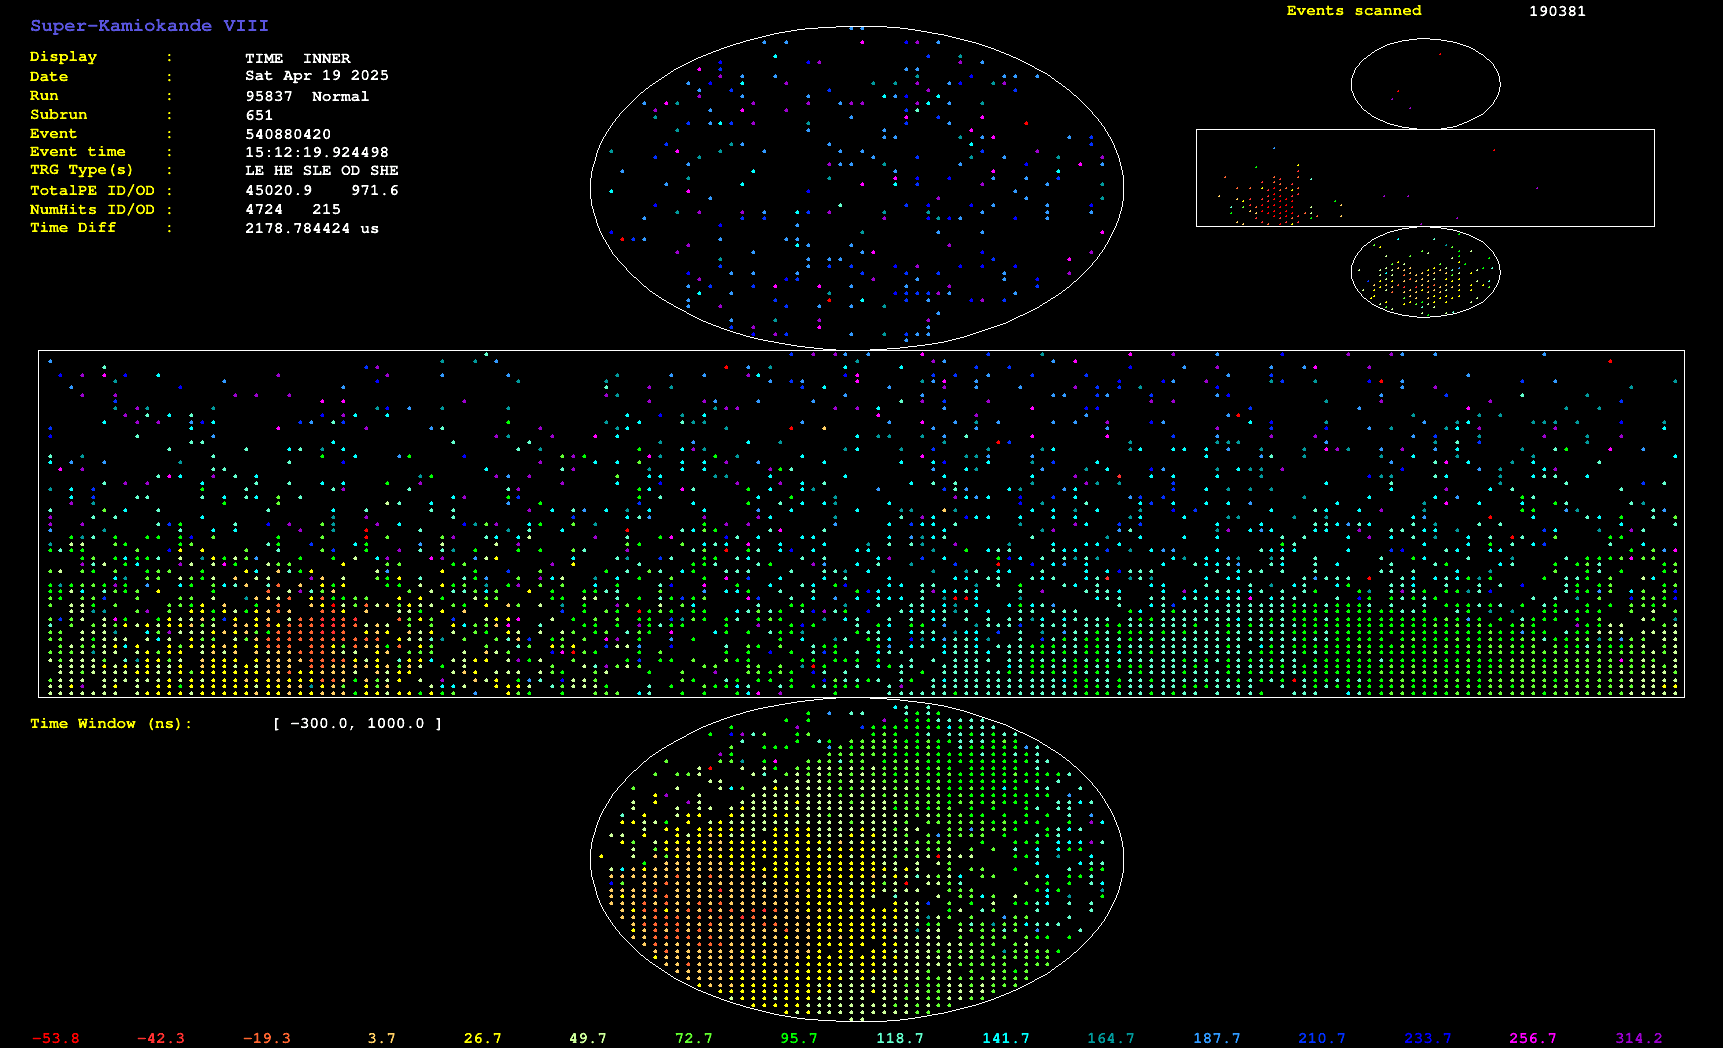 Super-Kamiokande VIII
Events scanned 190381
Display : TIME INNER
Date : Sat Apr 19 2025
Run : 95837 Normal
Subrun : 651
Event : 540880420
Event time : 15:12:19.924498
TRG Type(s) : LE HE SLE OD SHE
TotalPE ID/OD : 45020.9 971.6
NumHits ID/OD : 4724 215
Time Diff : 2178.784424 us
Time Window (ns): [ -300.0, 1000.0 ]
-53.8 -42.3 -19.3 3.7 26.7 49.7 72.7 95.7 118.7 141.7 164.7 187.7 210.7 233.7 256.7 314.2